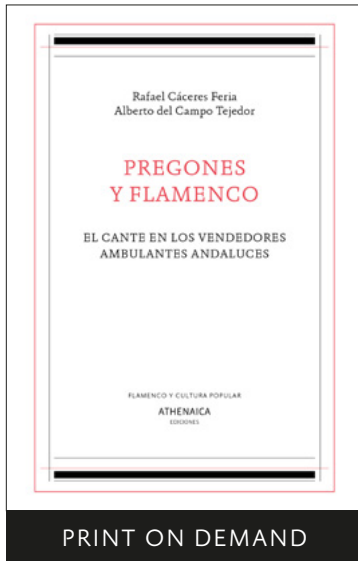 Rafael Cáceres Feria
Alberto del Campo Tejedor
PREGONES
Y FLAMENCO
EL CANTE EN LOS VENDEDORES
AMBULANTES ANDALUCES
FLAMENCO Y CULTURA POPULAR
ATHENAICA
EDICIONES
PRINT ON DEMAND